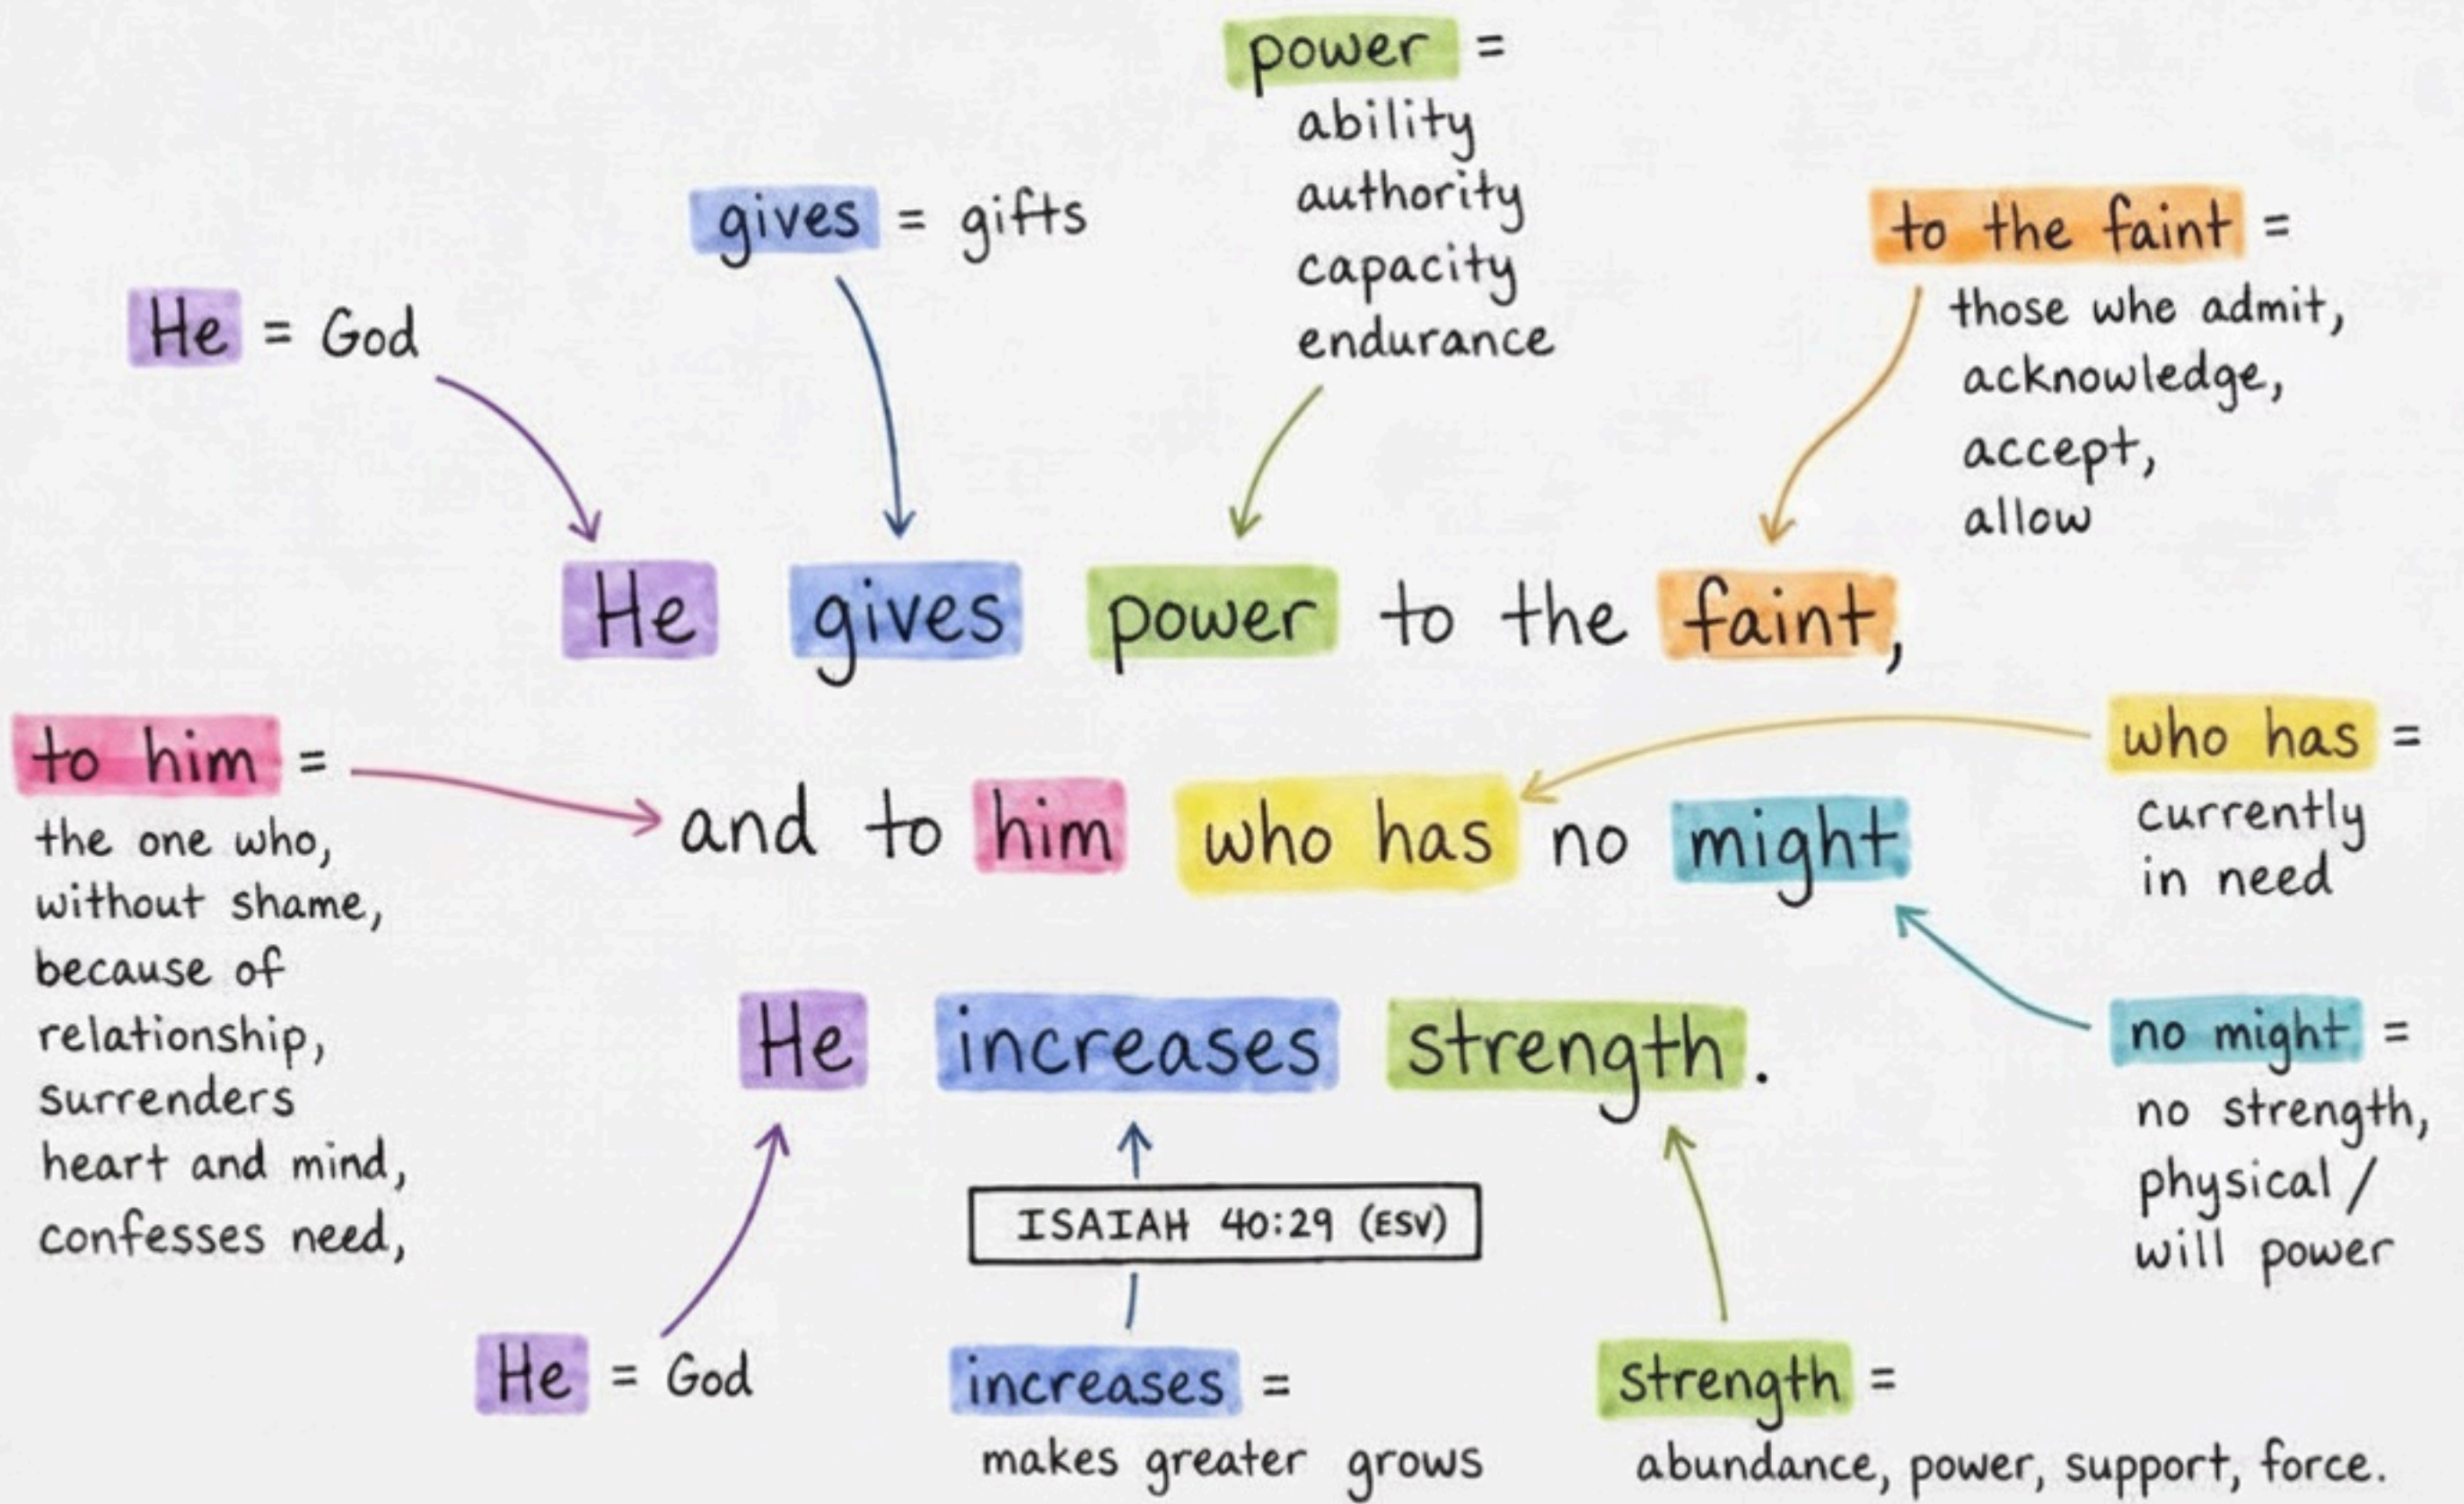 power =
ability
authority
capacity
endurance
gives = gifts
to the faint =
those whe admit,
acknowledge,
accept,
allow
He = God
He gives power to the faint,
to him =
the one who,
without shame,
because of
relationship,
surrenders
heart and mind,
confesses need,
who has =
currently
in need
and to him who has no might
no might =
no strength,
physical /
will power
He increases strength.
ISAIAH 40:29 (ESV)
He = God
increases =
makes greater grows
strength =
abundance, power, support, force.